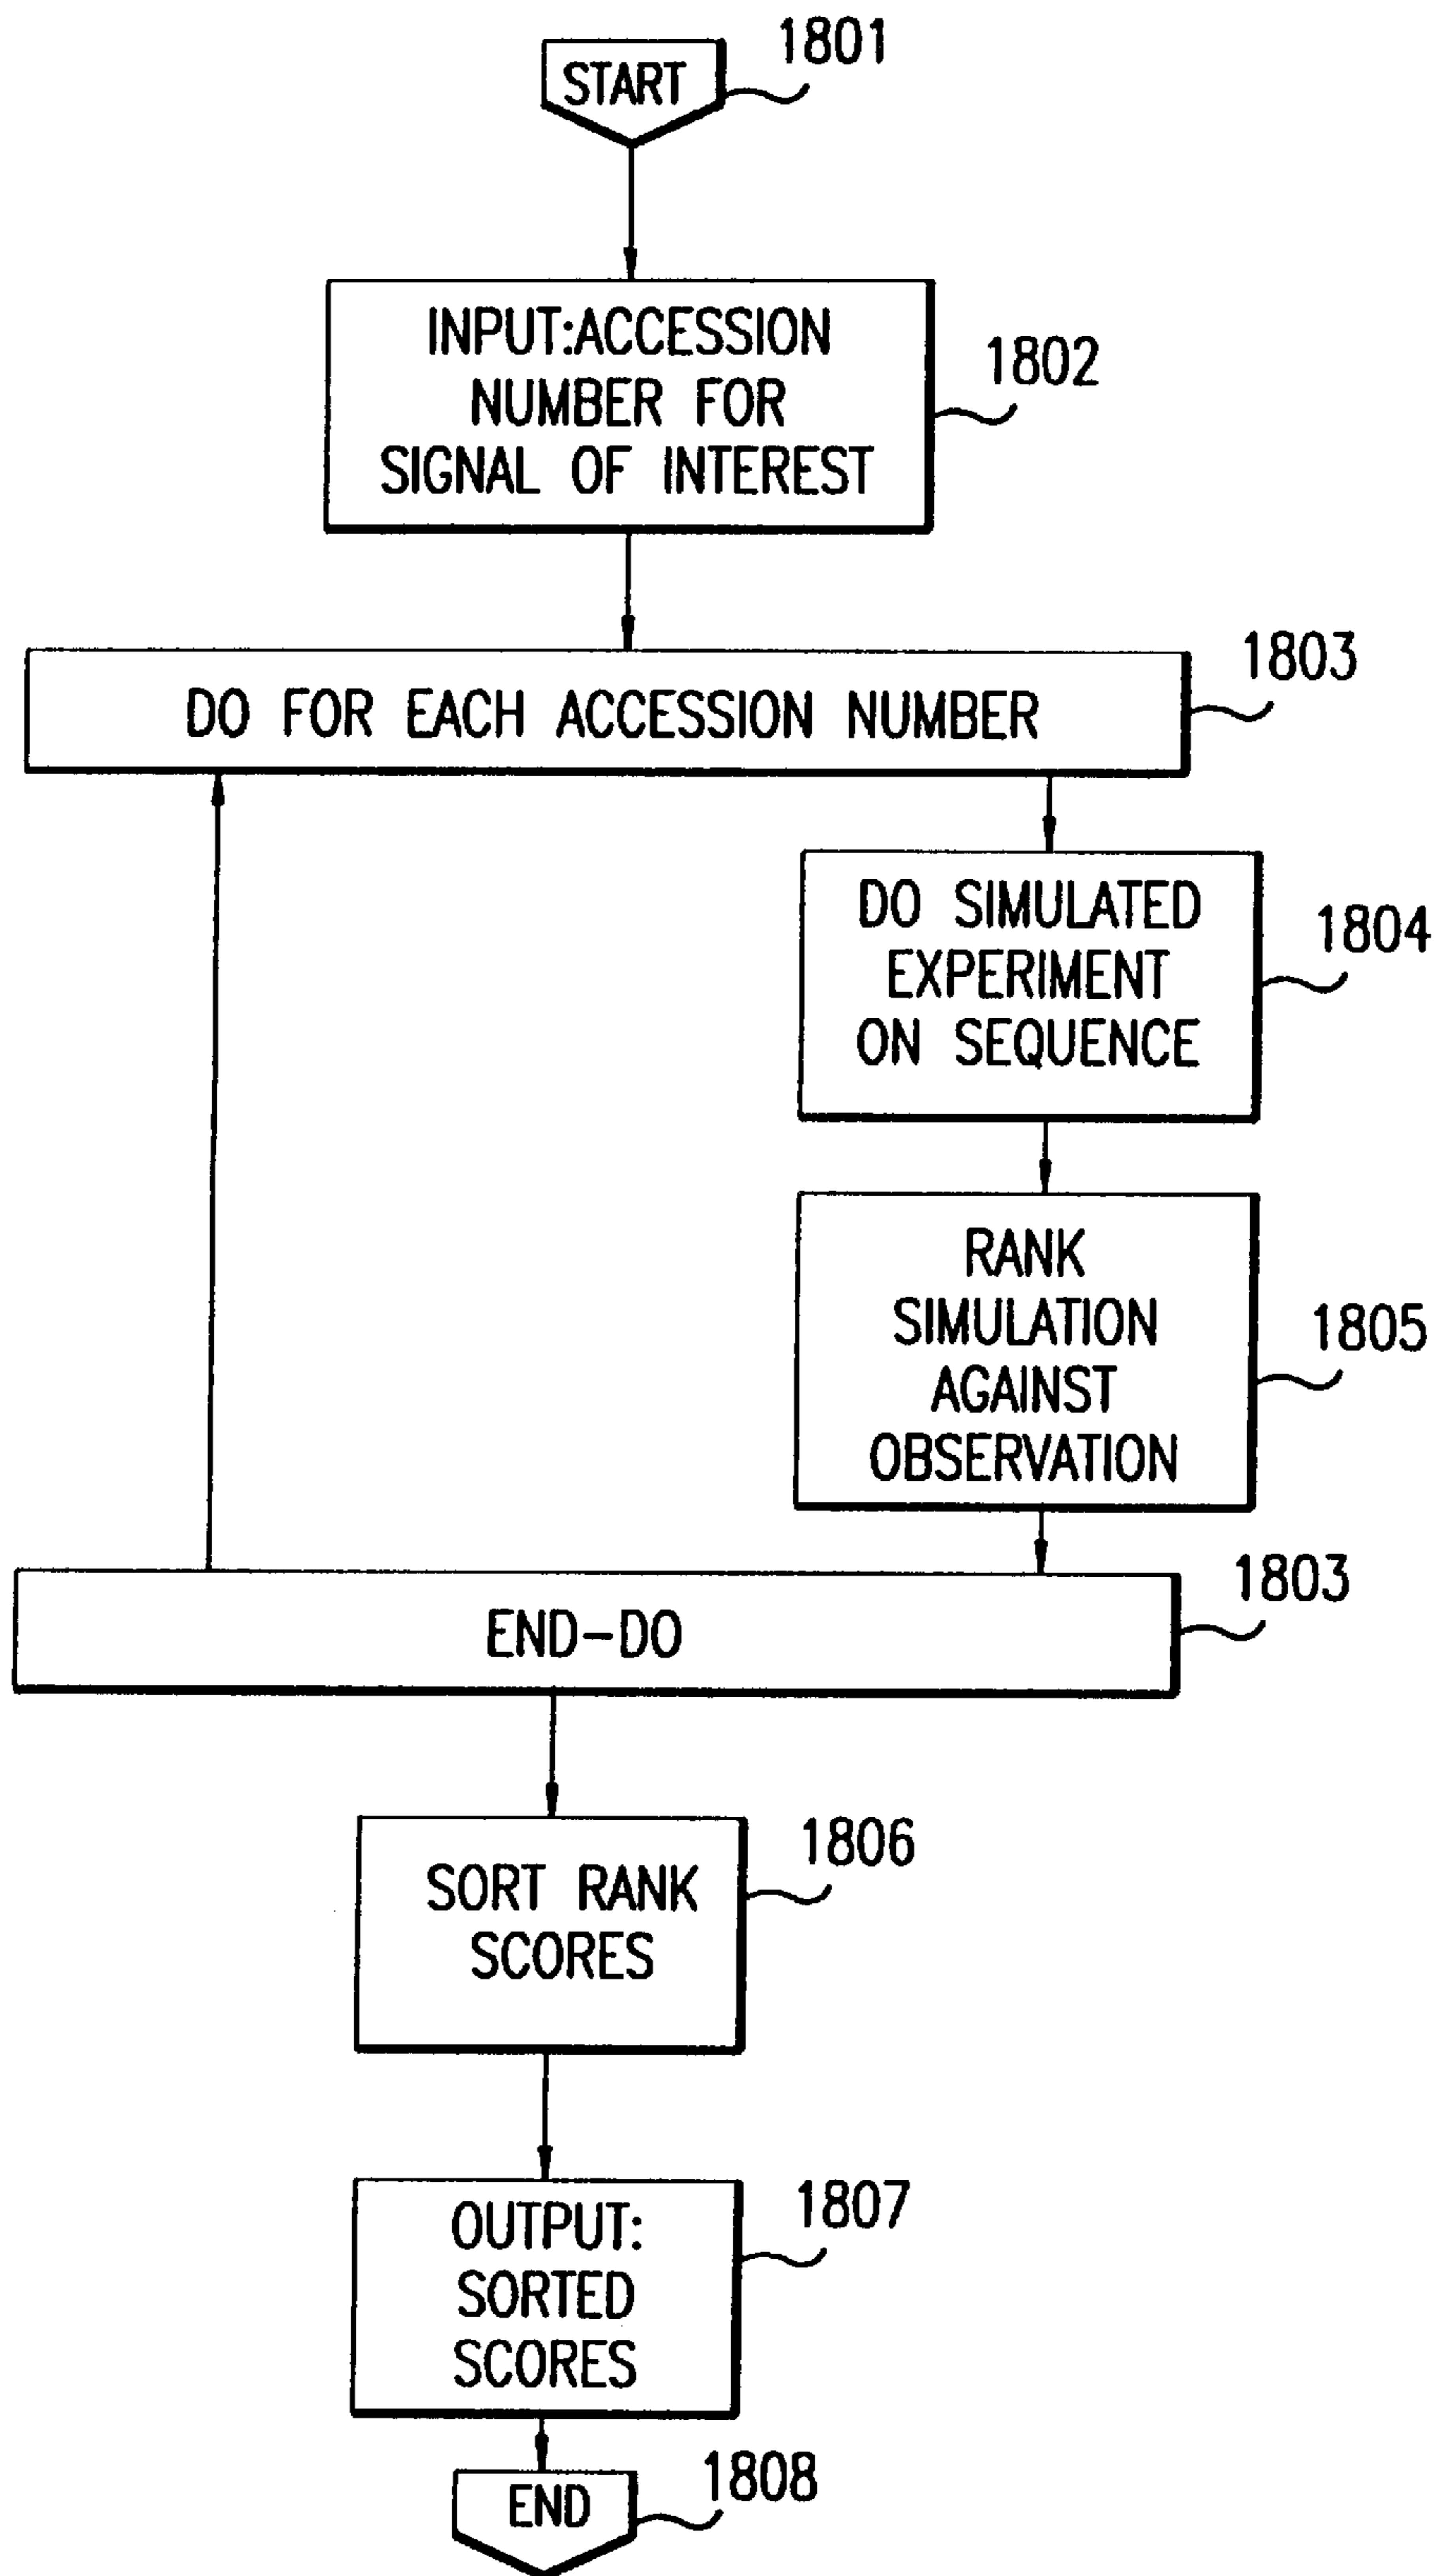 1801
START
INPUT:ACCESSION
NUMBER FOR
SIGNAL OF INTEREST
1802
1803
DO FOR EACH ACCESSION NUMBER
DO SIMULATED
EXPERIMENT
ON SEQUENCE
1804
RANK
SIMULATION
AGAINST
OBSERVATION
1805
1803
END-DO
1806
SORT RANK
SCORES
1807
OUTPUT:
SORTED
SCORES
1808
END